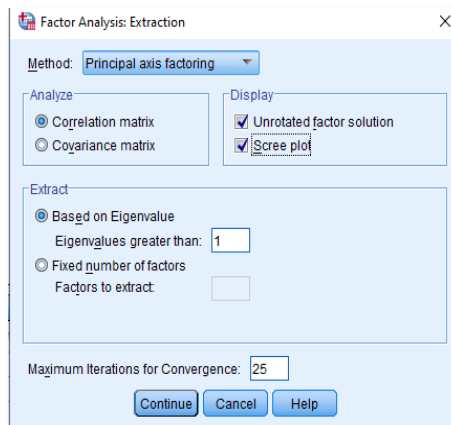 Factor Analysis: Extraction
Method: Principal axis factoring
Analyze
Correlation matrix
Covariance matrix
Display
Unrotated factor solution
Scree plot
Extract
Based on Eigenvalue
Eigenvalues greater than: 1
Fixed number of factors
Factors to extract:
Maximum Iterations for Convergence: 25
Continue Cancel Help